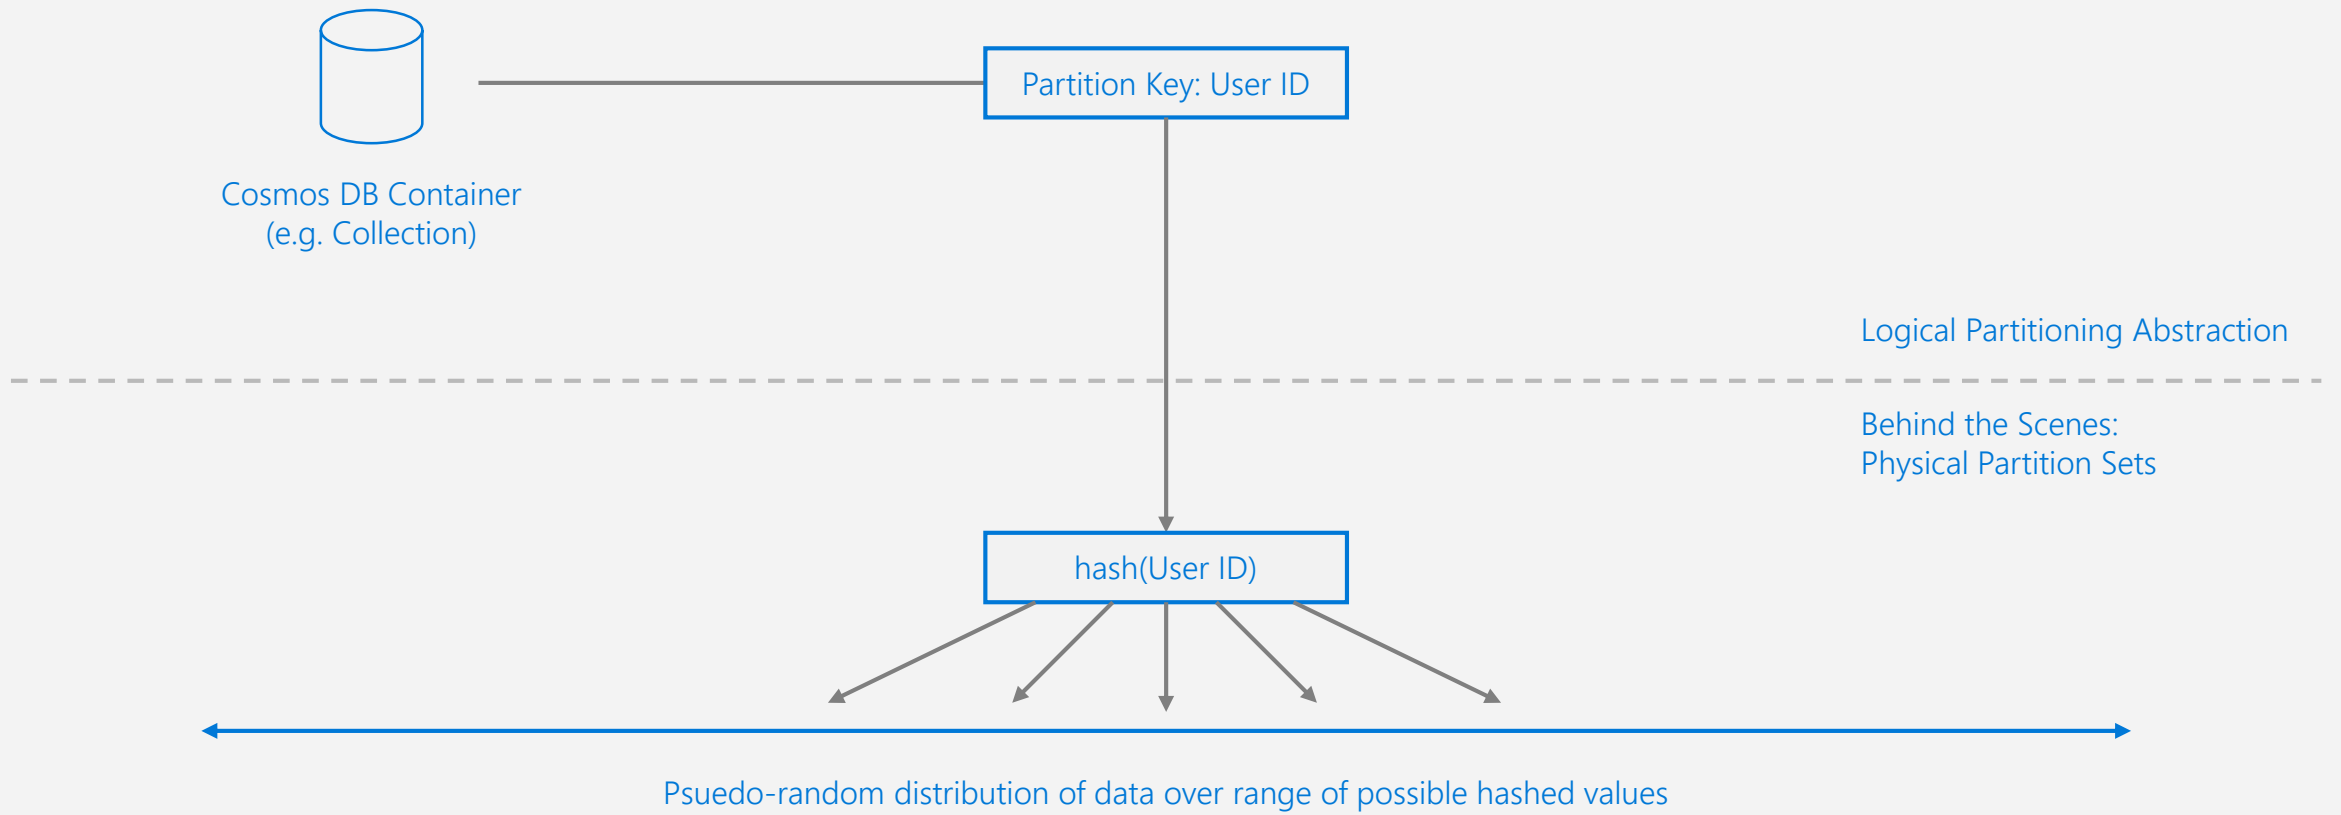 Partition Key: User ID
Cosmos DB Container
(e.g. Collection)
Logical Partitioning Abstraction
Behind the Scenes:
Physical Partition Sets
hash(User ID)
Psuedo-random distribution of data over range of possible hashed values